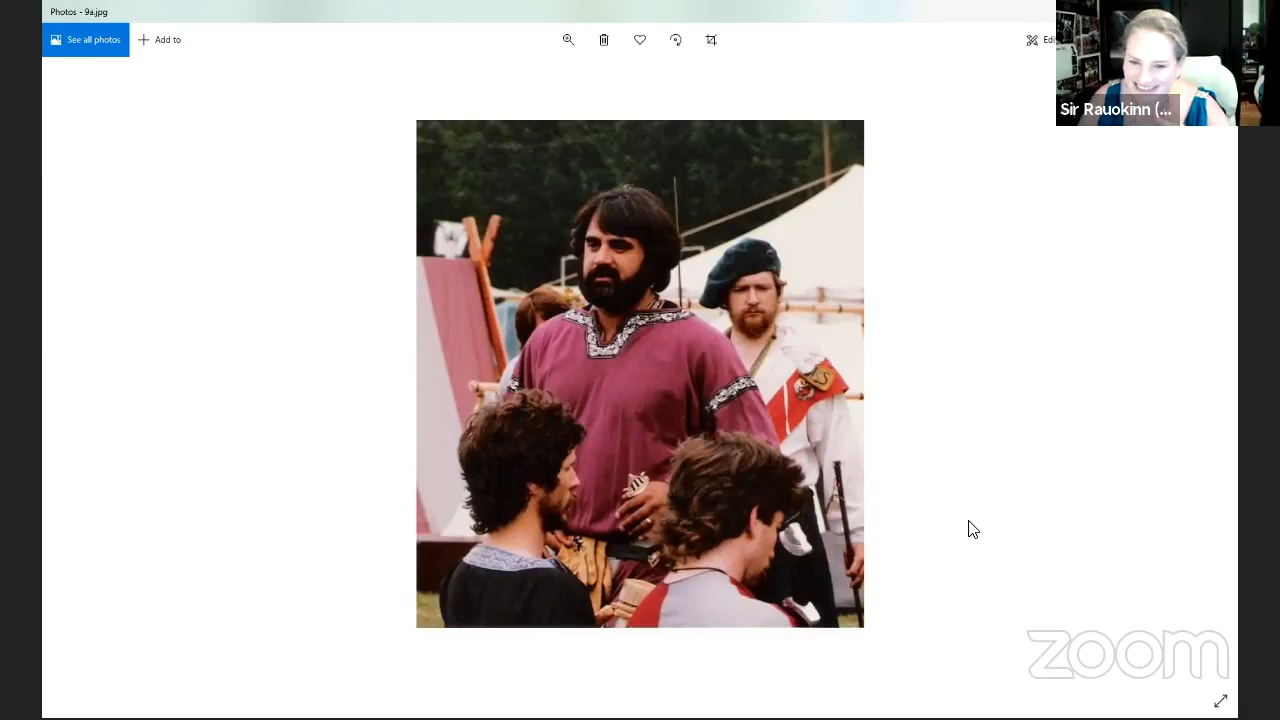 Photos - 9a.jpg
See all photos
Add to
Sir Rauokinn (...
zoom